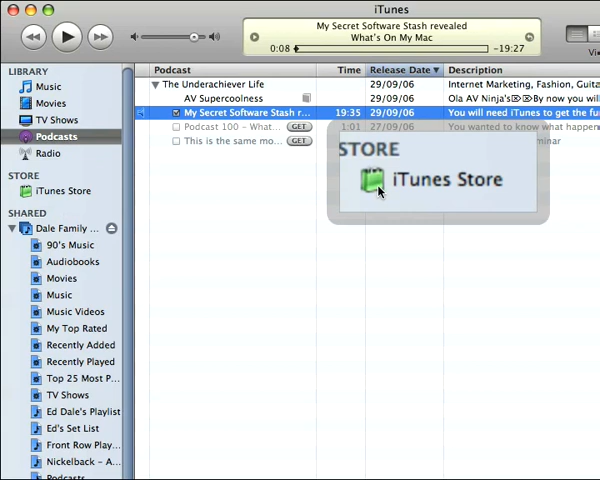 iTunes
My Secret Software Stash revealed
What's On My Mac
0:08
-19:27
Podcast Time Release Date Description
LIBRARY
Music
Movies
TV Shows
Podcasts
Radio
STORE
iTunes Store
SHARED
Dale Family ...
90's Music
Audiobooks
Movies
Music
Music Videos
My Top Rated
Recently Added
Recently Played
Top 25 Most P...
TV Shows
Ed Dale's Playlist
Ed's Set List
Front Row Play...
Nickelback - A...
Podcasts
The Underachiever Life 29/09/06 Internet Marketing, Fashion, Guita
AV Supercoolness 29/09/06 Ola AV Ninja's By now you will
My Secret Software Stash r... 19:35 29/09/06 You will need iTunes to get the fu
Podcast 100 - What... GET 1:01 27/09/06 You wanted to know what happen
This is the same mo... GET minar
STORE
iTunes Store